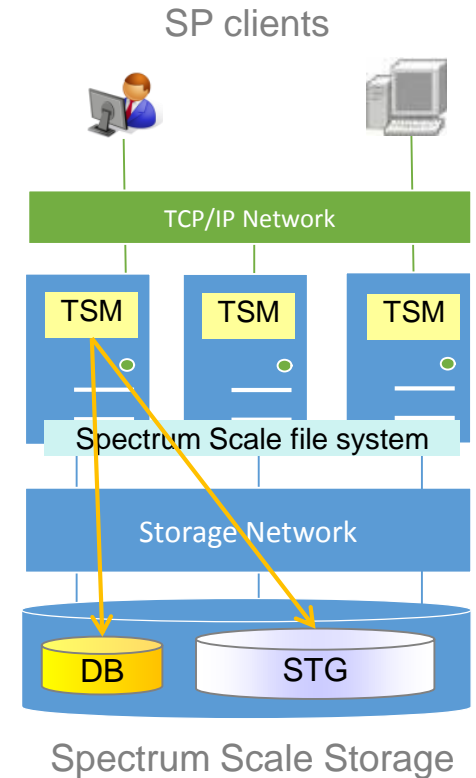 SP clients
TCP/IP Network
TSM
TSM
TSM
Spectrum Scale file system
Storage Network
DB
STG
Spectrum Scale Storage